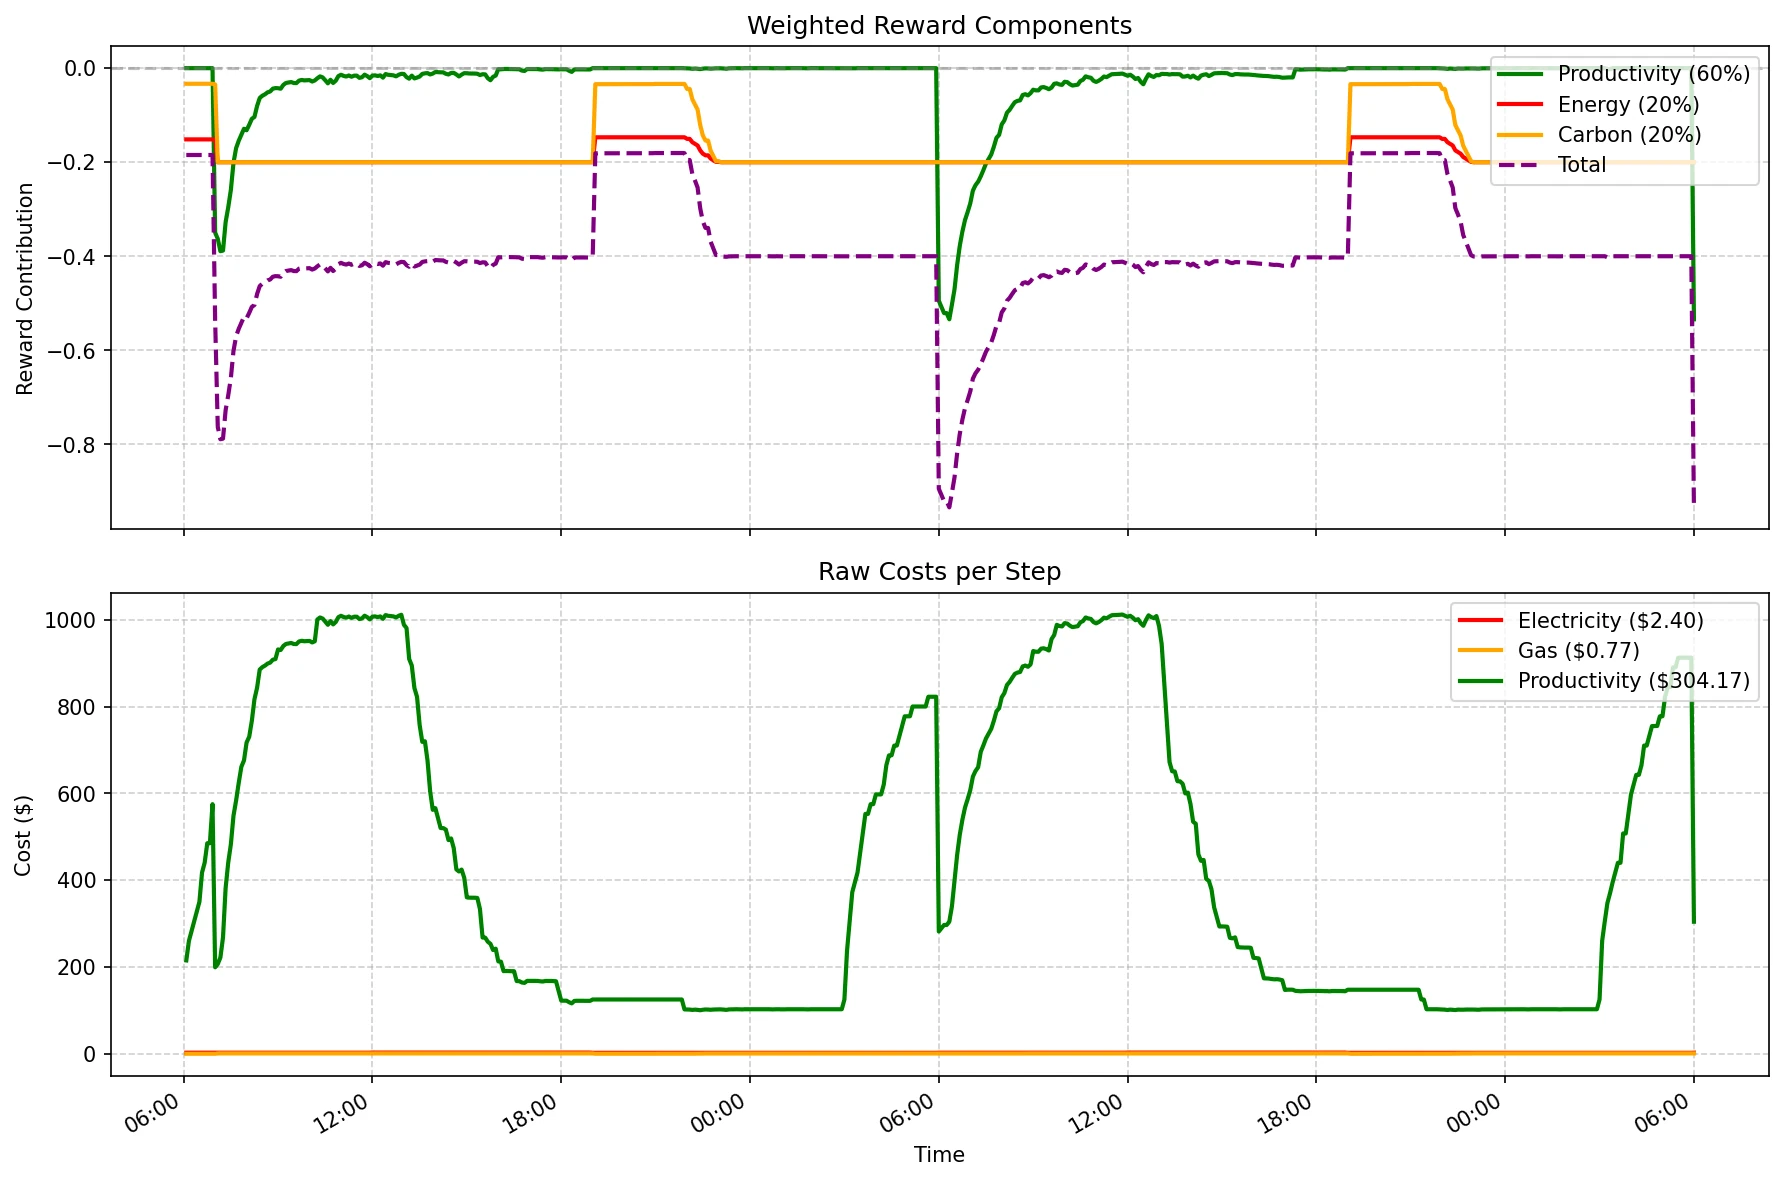 Weighted Reward Components
Reward Contribution
0.0
−0.2
−0.4
−0.6
−0.8
Productivity (60%)
Energy (20%)
Carbon (20%)
Total
Raw Costs per Step
Cost ($)
1000
800
600
400
200
0
Electricity ($2.40)
Gas ($0.77)
Productivity ($304.17)
06:00 12:00 18:00 00:00 06:00 12:00 18:00 00:00 06:00
Time